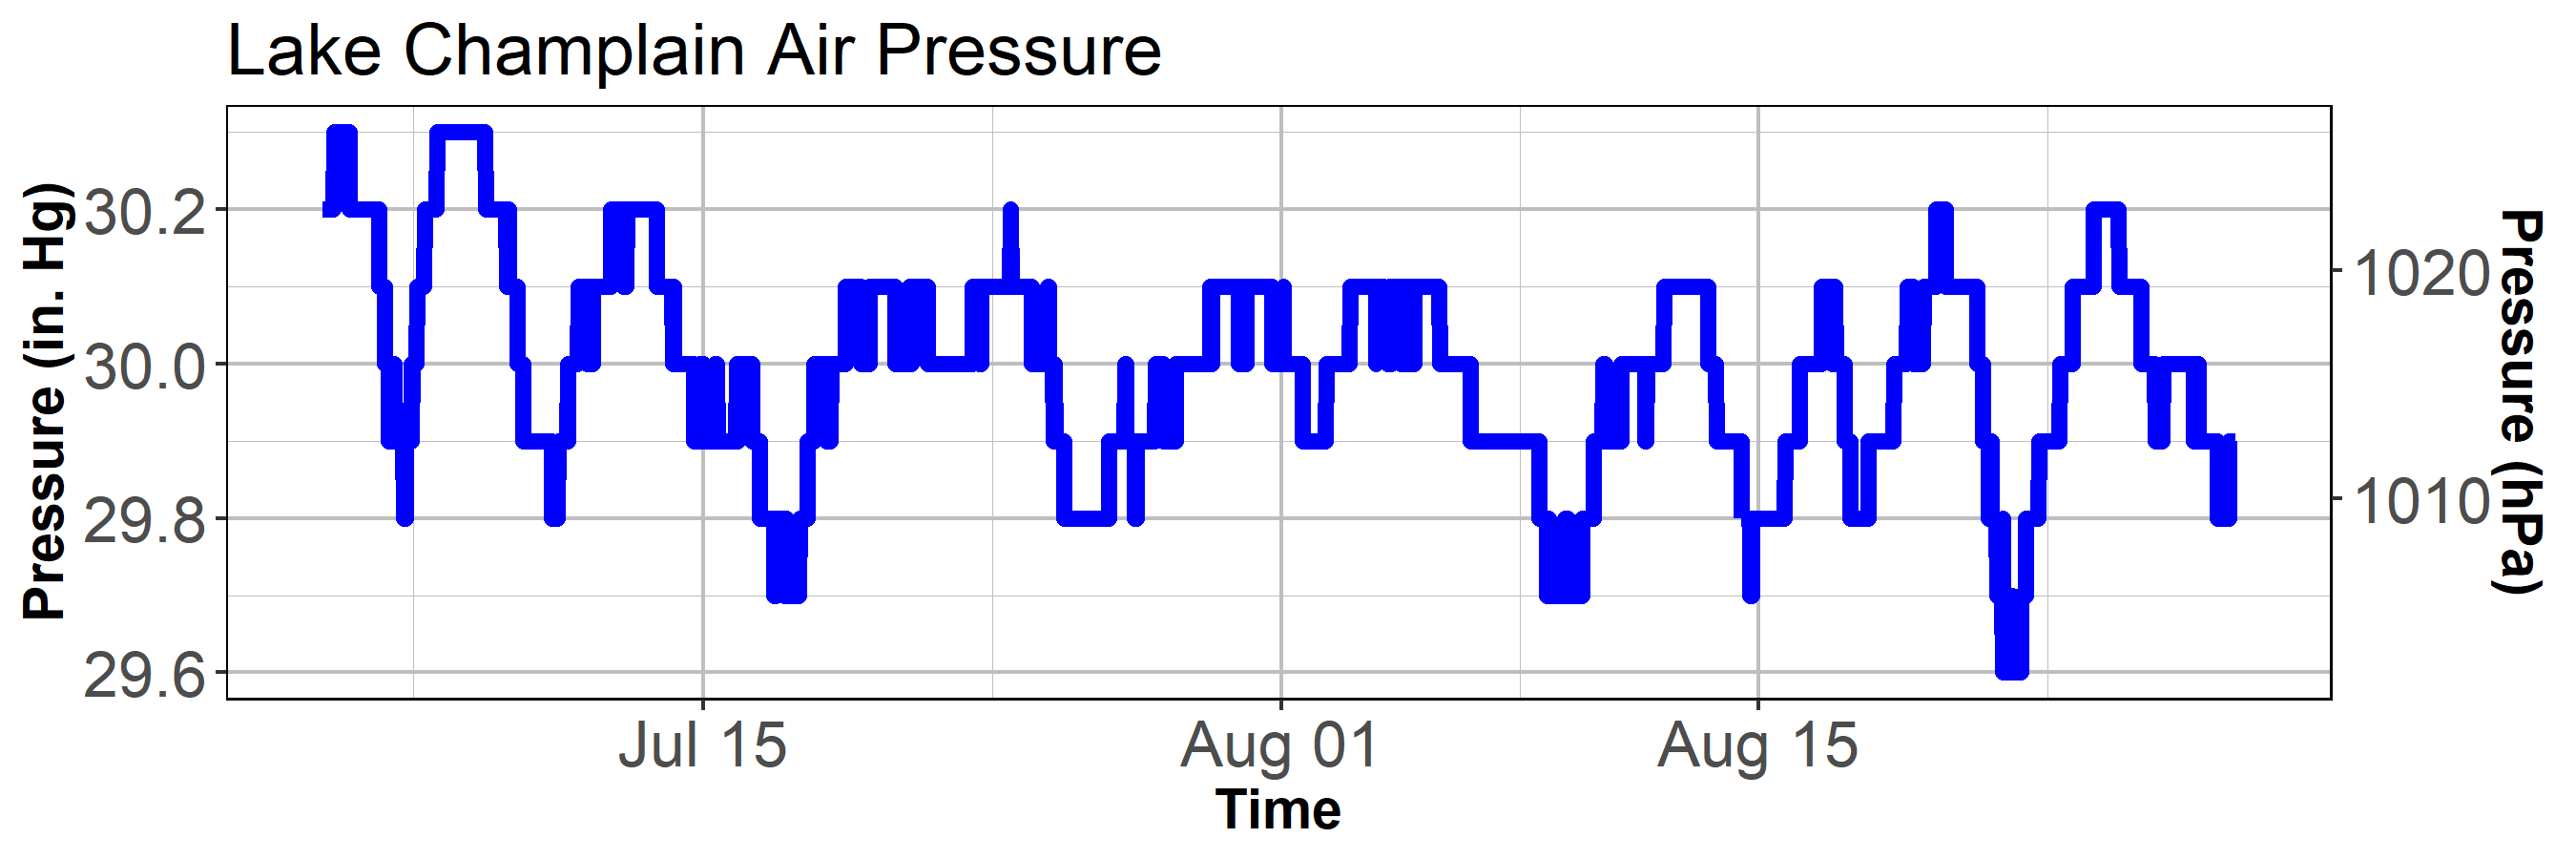 Lake Champlain Air Pressure
Pressure (in. Hg)
30.2
30.0
29.8
29.6
1020
1010
Pressure (hPa)
Jul 15
Aug 01
Aug 15
Time